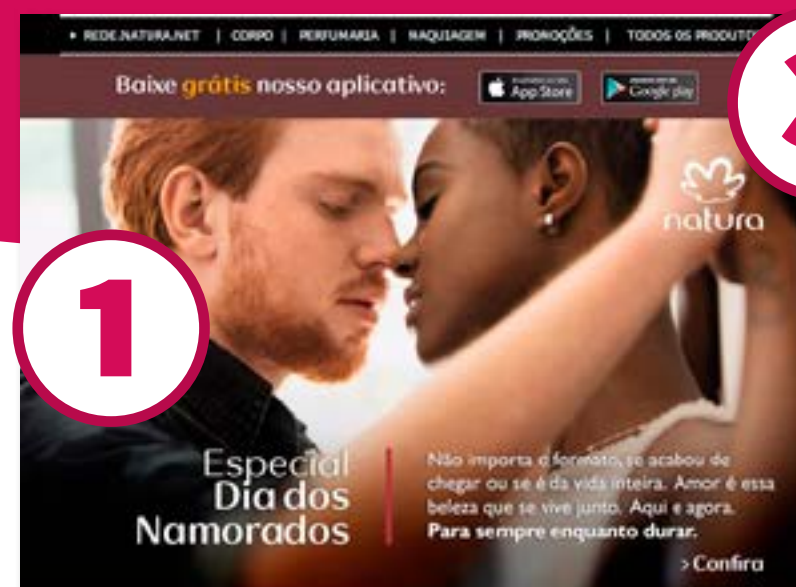 • REDE.NATURA.NET | CORPO | PERFUMARIA | MAQUIAGEM | PROMOÇÕES | TODOS OS PRODUTOS
Baixe grátis nosso aplicativo:
App Store
Google play
natura
1
Especial
Dia dos
Namorados
Não importa o formato, se acabou de
chegar ou se é da vida inteira. Amor é essa
beleza que se vive junto. Aqui e agora.
Para sempre enquanto durar.
> Confira